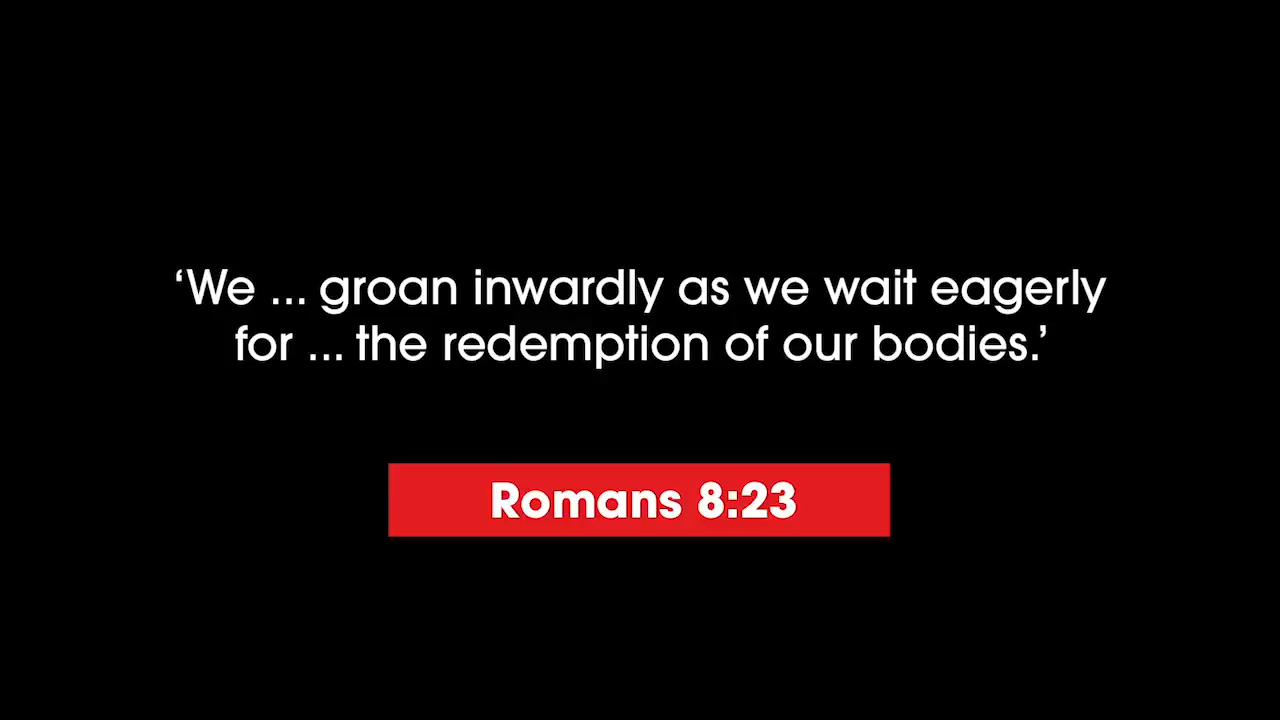 ‘We ... groan inwardly as we wait eagerly
for ... the redemption of our bodies.’
Romans 8:23